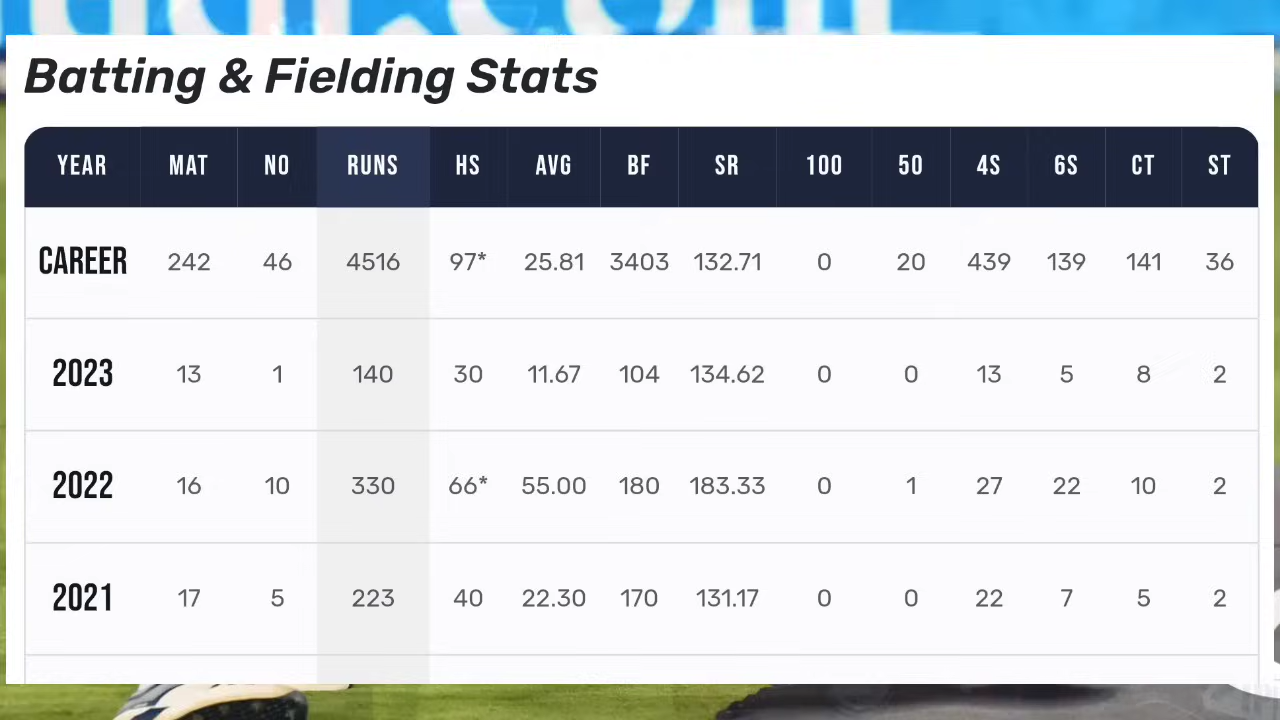 Batting & Fielding Stats
YEAR MAT NO RUNS HS AVG BF SR 100 50 4S 6S CT ST
CAREER 242 46 4516 97* 25.81 3403 132.71 0 20 439 139 141 36
2023 13 1 140 30 11.67 104 134.62 0 0 13 5 8 2
2022 16 10 330 66* 55.00 180 183.33 0 1 27 22 10 2
2021 17 5 223 40 22.30 170 131.17 0 0 22 7 5 2